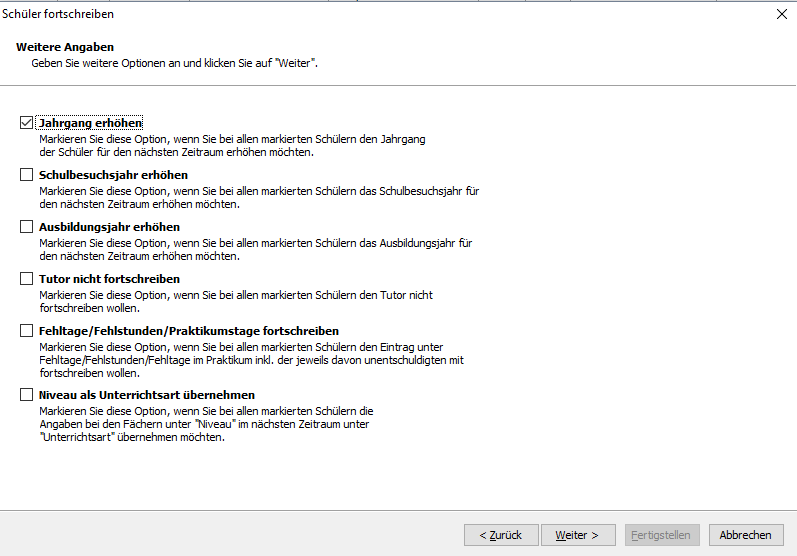 Schüler fortschreiben
Weitere Angaben
Geben Sie weitere Optionen an und klicken Sie auf "Weiter".
Jahrgang erhöhen
Markieren Sie diese Option, wenn Sie bei allen markierten Schülern den Jahrgang
der Schüler für den nächsten Zeitraum erhöhen möchten.
Schulbesuchsjahr erhöhen
Markieren Sie diese Option, wenn Sie bei allen markierten Schülern das Schulbesuchsjahr für
den nächsten Zeitraum erhöhen möchten.
Ausbildungsjahr erhöhen
Markieren Sie diese Option, wenn Sie bei allen markierten Schülern das Ausbildungsjahr für
den nächsten Zeitraum erhöhen möchten.
Tutor nicht fortschreiben
Markieren Sie diese Option, wenn Sie bei allen markierten Schülern den Tutor nicht
fortschreiben wollen.
Fehltage/Fehlstunden/Praktikumstage fortschreiben
Markieren Sie diese Option, wenn Sie bei allen markierten Schülern den Eintrag unter
Fehltage/Fehlstunden/Fehltage im Praktikum inkl. der jeweils davon unentschuldigten mit
fortschreiben wollen.
Niveau als Unterrichtsart übernehmen
Markieren Sie diese Option, wenn Sie bei allen markierten Schülern die
Angaben bei den Fächern unter "Niveau" im nächsten Zeitraum unter
"Unterrichtsart" übernehmen möchten.
< Zurück
Weiter >
Fertigstellen
Abbrechen